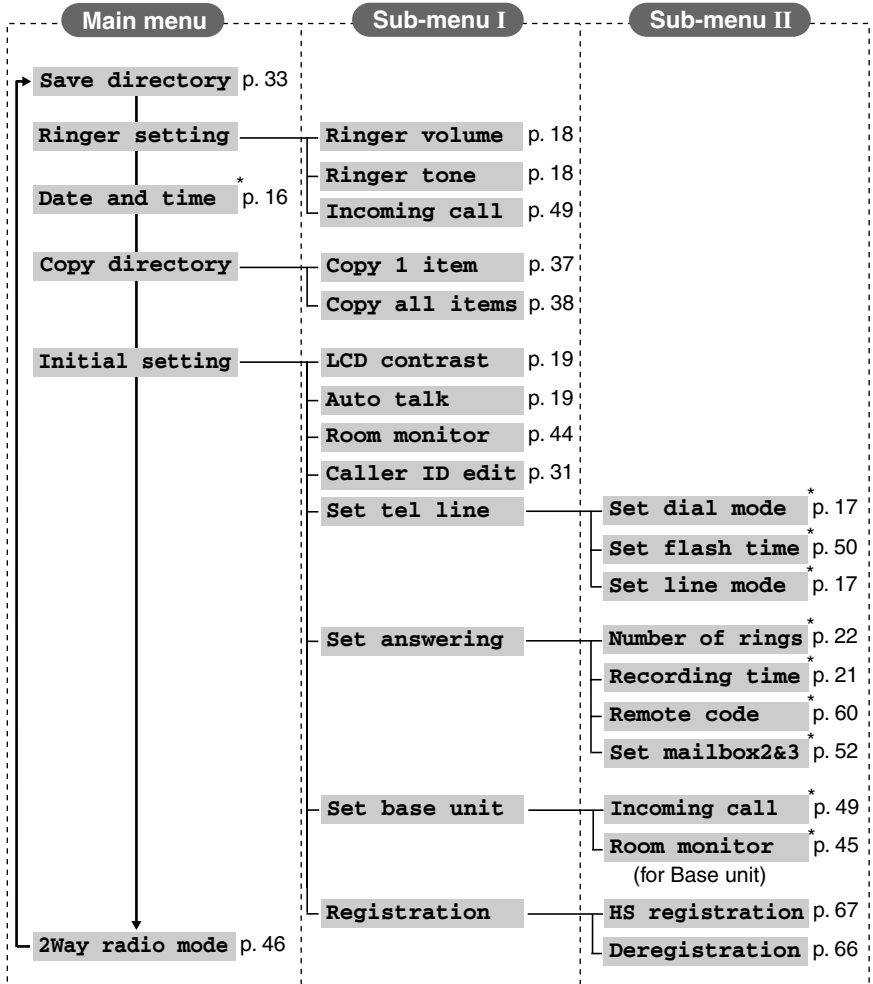 Main menu Sub-menu I Sub-menu II
Save directory p. 33
Ringer setting Ringer volume p. 18
Ringer tone p. 18
Date and time * p. 16 Incoming call p. 49
Copy directory Copy 1 item p. 37
Copy all items p. 38
Initial setting LCD contrast p. 19
Auto talk p. 19
Room monitor p. 44
Caller ID edit p. 31
Set tel line Set dial mode * p. 17
Set flash time * p. 50
Set line mode * p. 17
Set answering Number of rings * p. 22
Recording time * p. 21
Remote code * p. 60
Set mailbox2&3 * p. 52
Set base unit Incoming call * p. 49
Room monitor * p. 45
(for Base unit)
Registration HS registration p. 67
2Way radio mode p. 46 Deregistration p. 66